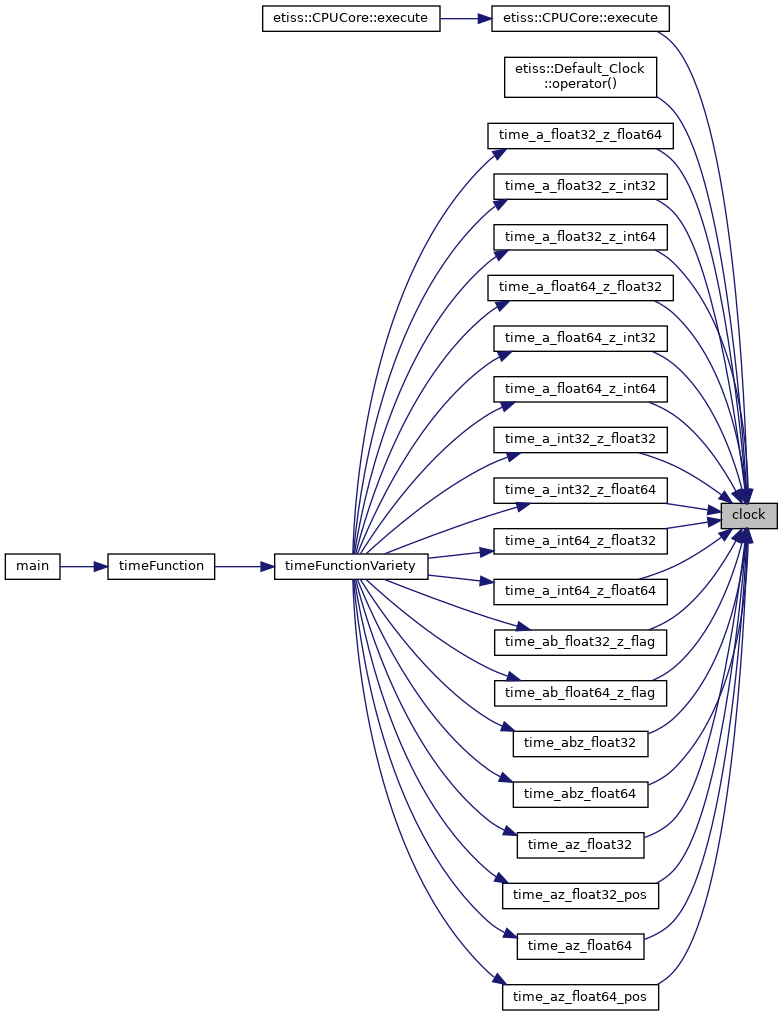 etiss::CPUCore::execute
etiss::CPUCore::execute
etiss::Default_Clock
::operator()
time_a_float32_z_float64
time_a_float32_z_int32
time_a_float32_z_int64
time_a_float64_z_float32
time_a_float64_z_int32
time_a_float64_z_int64
time_a_int32_z_float32
time_a_int32_z_float64
clock
time_a_int64_z_float32
main
timeFunction
timeFunctionVariety
time_a_int64_z_float64
time_ab_float32_z_flag
time_ab_float64_z_flag
time_abz_float32
time_abz_float64
time_az_float32
time_az_float32_pos
time_az_float64
time_az_float64_pos